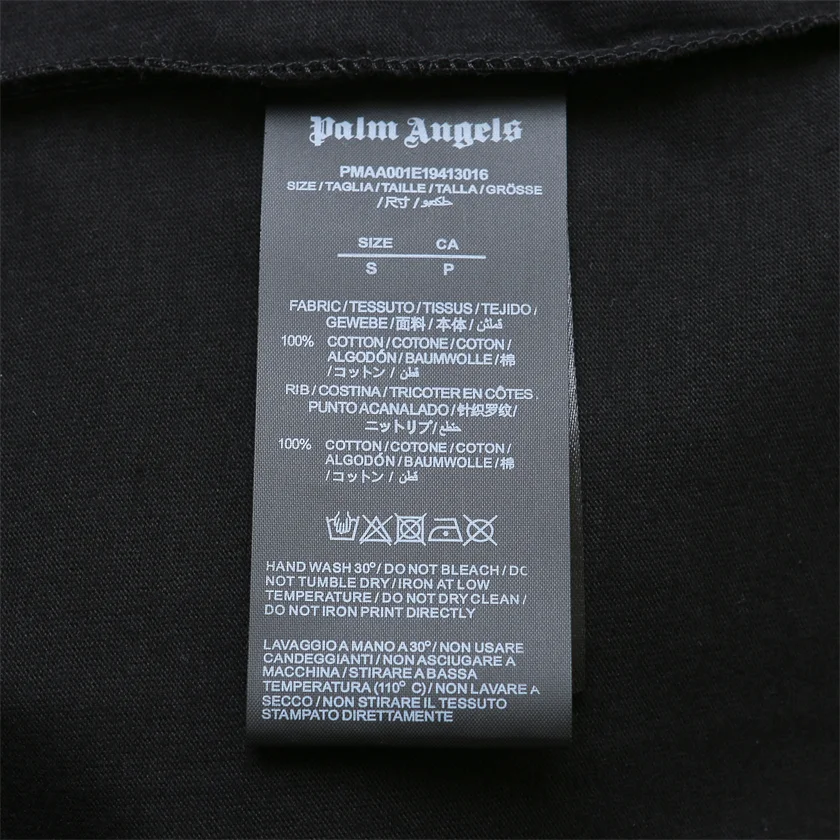 Palm Angels
PMAA001E19413016
SIZE / TAGLIA / TAILLE / TALLA / GRÖSSE
/ 尺寸 /
SIZE CA
S P
FABRIC / TESSUTO / TISSUS / TEJIDO /
GEWEBE / 面料 / 本体 /
100% COTTON / COTONE / COTON /
ALGODÓN / BAUMWOLLE / 棉
/ コットン / قطن
RIB / COSTINA / TRICOTER EN CÔTES
PUNTO ACANALADO / 针织罗纹 /
ニットリブ /
100% COTTON / COTONE / COTON /
ALGODÓN / BAUMWOLLE / 棉
/ コットン / قطن
HAND WASH 30° / DO NOT BLEACH / DO
NOT TUMBLE DRY / IRON AT LOW
TEMPERATURE / DO NOT DRY CLEAN /
DO NOT IRON PRINT DIRECTLY
LAVAGGIO A MANO A 30° / NON USARE
CANDEGGIANTI / NON ASCIUGARE A
MACCHINA / STIRARE A BASSA
TEMPERATURA (110° C) / NON LAVARE A
SECCO / NON STIRARE IL TESSUTO
STAMPATO DIRETTAMENTE